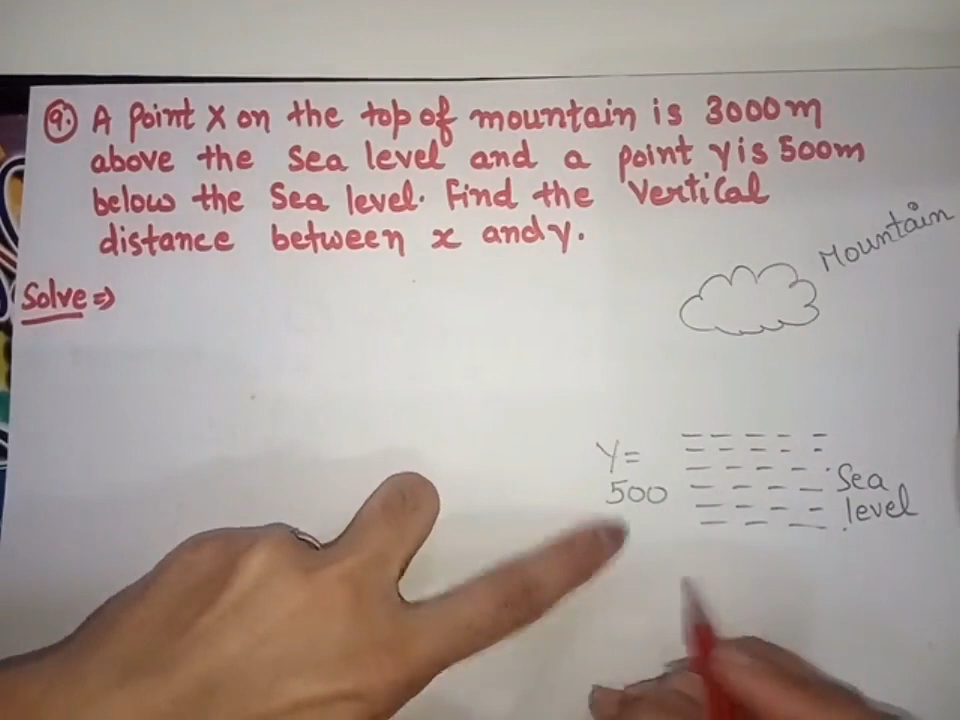 9. A point X on the top of mountain is 3000m
above the sea level and a point y is 500m
below the Sea level. Find the vertical
distance between x and y.
Solve ⇒
Mountain
Y=
500
Sea
level